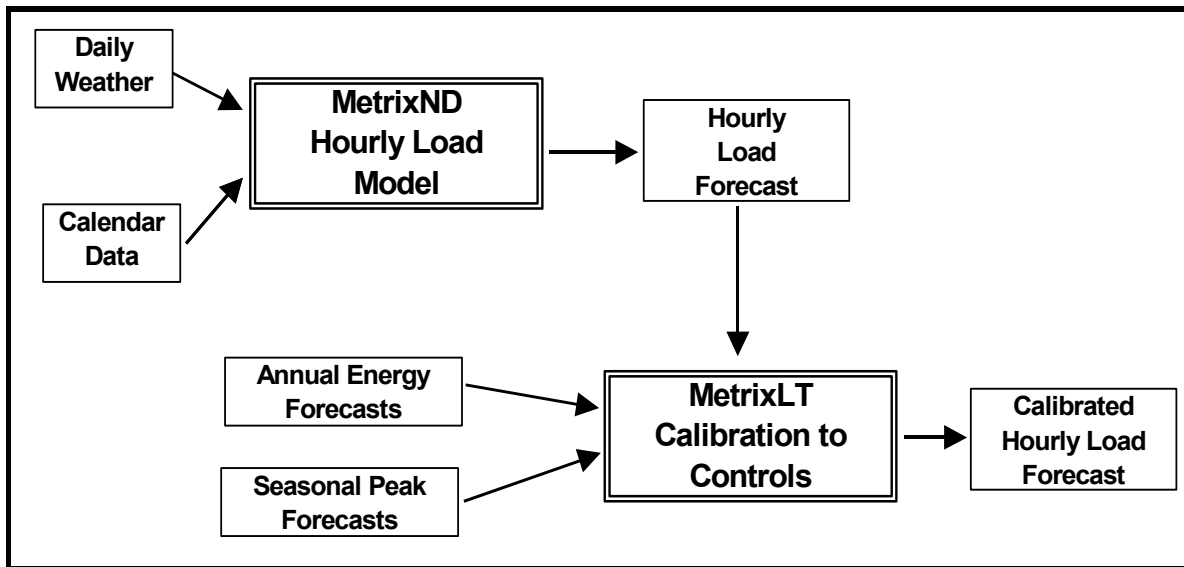 Daily
Weather
MetrixND
Hourly Load
Model
Hourly
Load
Forecast
Calendar
Data
Annual Energy
Forecasts
MetrixLT
Calibration to
Controls
Calibrated
Hourly Load
Forecast
Seasonal Peak
Forecasts